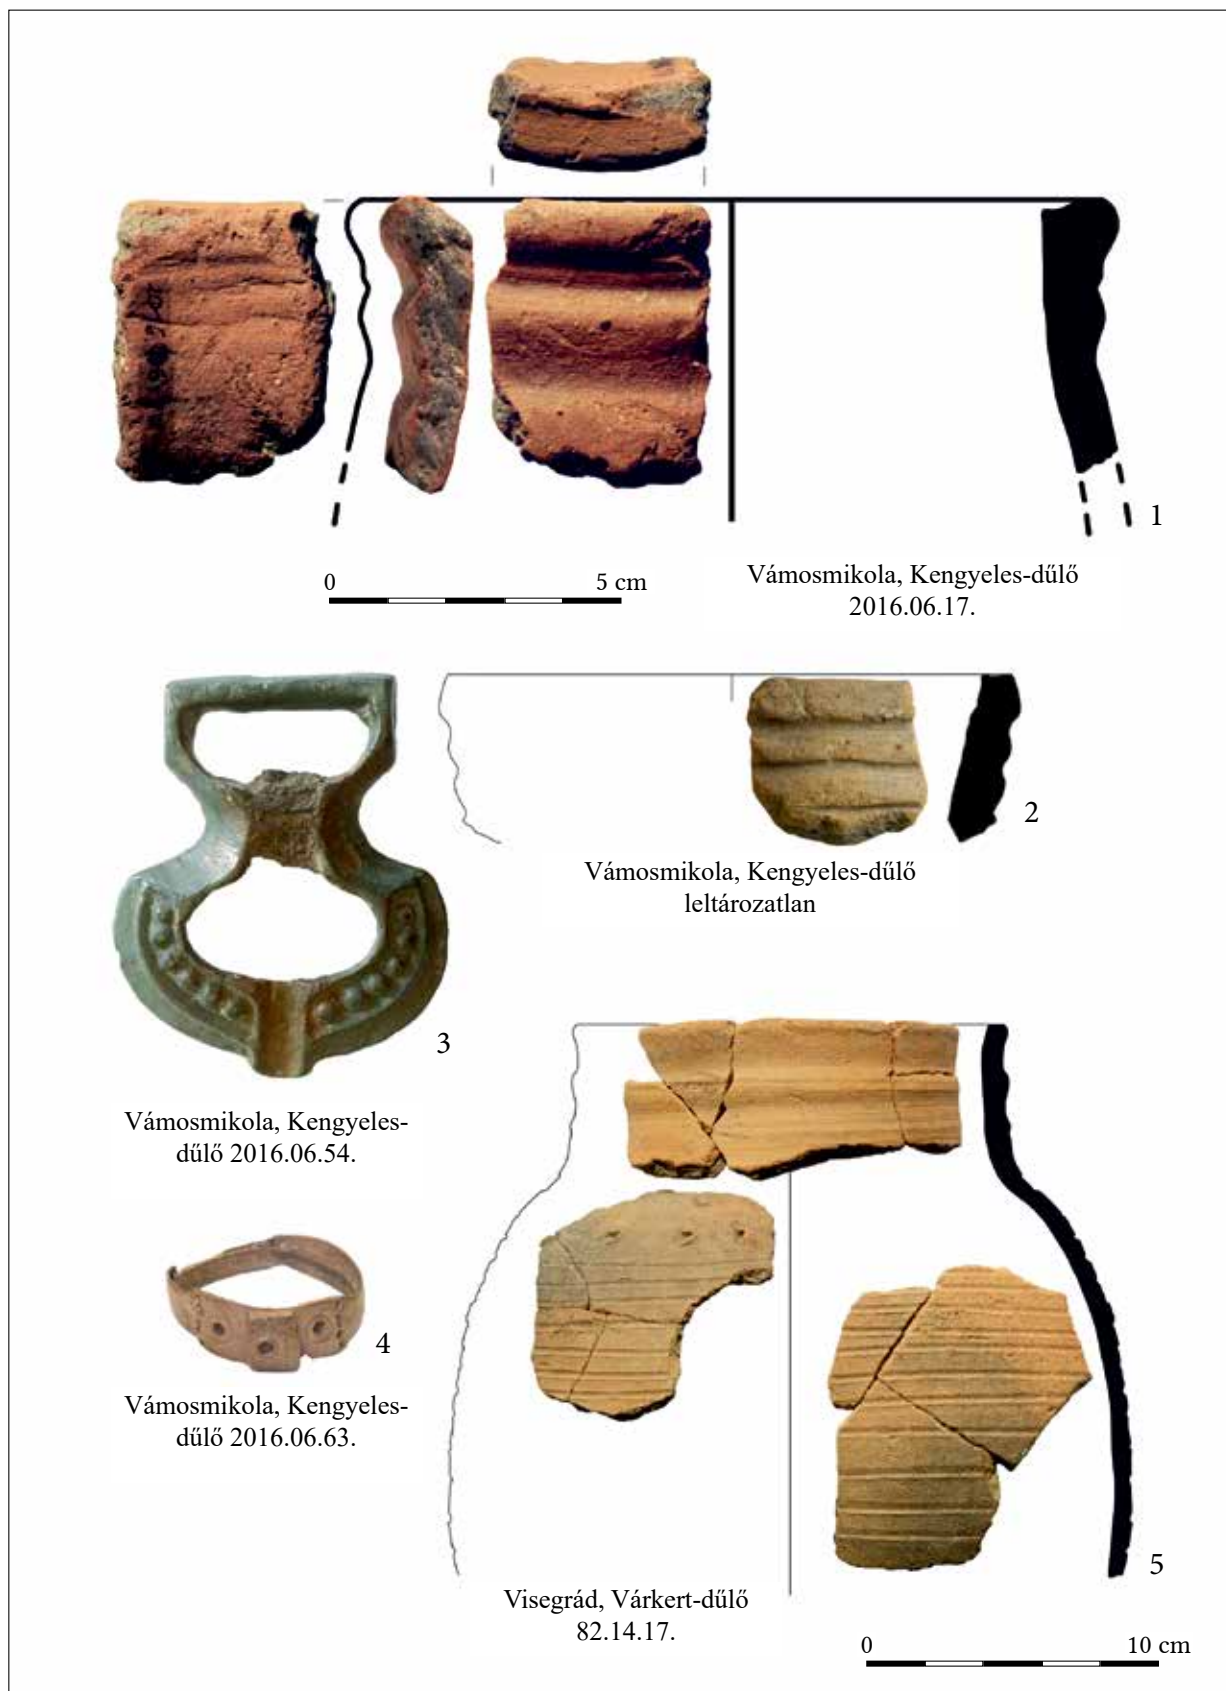 1
0 5 cm
Vámosmikola, Kengyeles-dűlő
2016.06.17.
2
Vámosmikola, Kengyeles-dűlő
leltározatlan
3
Vámosmikola, Kengyeles-
dűlő 2016.06.54.
4
Vámosmikola, Kengyeles-
dűlő 2016.06.63.
5
Visegrád, Várkert-dűlő
82.14.17.
0 10 cm